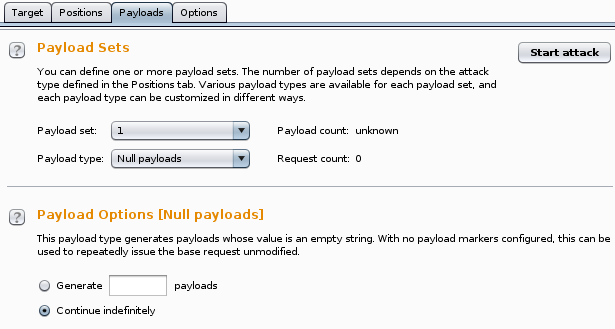 Target Positions Payloads Options
? Payload Sets Start attack
You can define one or more payload sets. The number of payload sets depends on the attack
type defined in the Positions tab. Various payload types are available for each payload set, and
each payload type can be customized in different ways.
Payload set: 1 Payload count: unknown
Payload type: Null payloads Request count: 0
? Payload Options [Null payloads]
This payload type generates payloads whose value is an empty string. With no payload markers configured, this can be
used to repeatedly issue the base request unmodified.
Generate payloads
Continue indefinitely